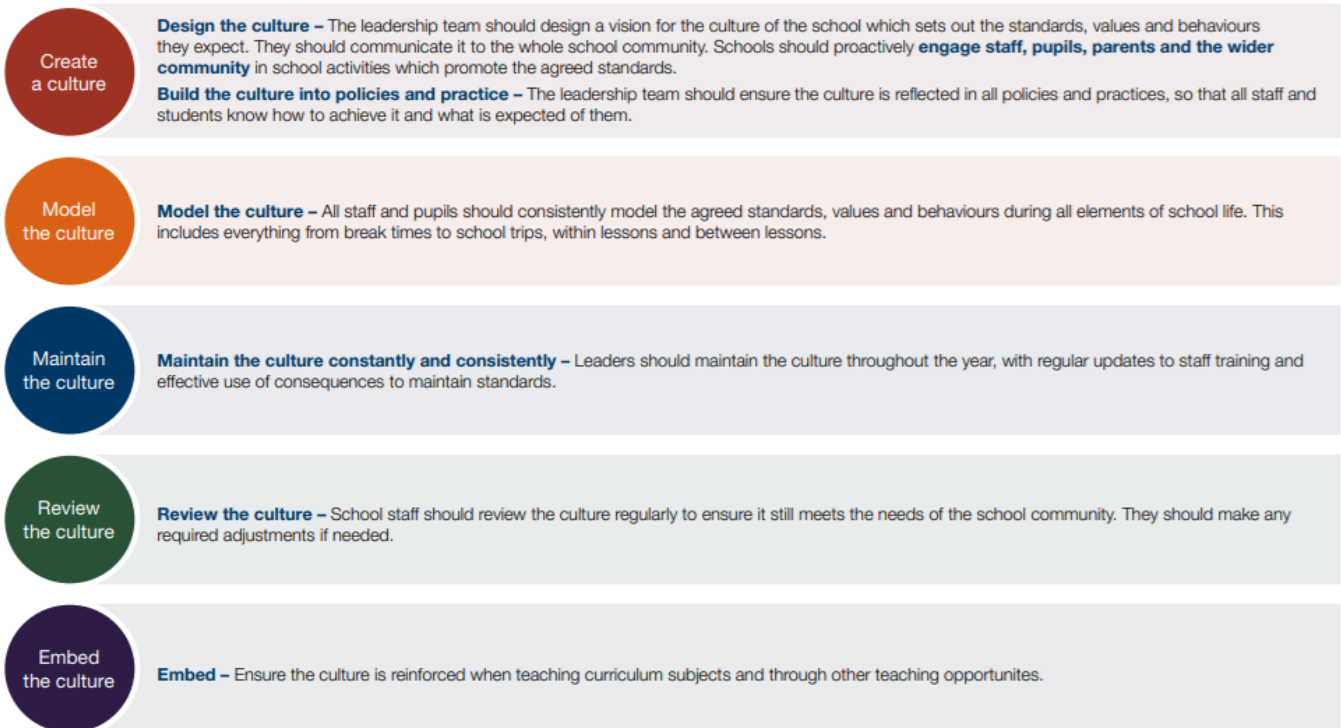 Create
a culture
Design the culture – The leadership team should design a vision for the culture of the school which sets out the standards, values and behaviours
they expect. They should communicate it to the whole school community. Schools should proactively engage staff, pupils, parents and the wider
community in school activities which promote the agreed standards.
Build the culture into policies and practice – The leadership team should ensure the culture is reflected in all policies and practices, so that all staff and
students know how to achieve it and what is expected of them.
Model
the culture
Model the culture – All staff and pupils should consistently model the agreed standards, values and behaviours during all elements of school life. This
includes everything from break times to school trips, within lessons and between lessons.
Maintain
the culture
Maintain the culture constantly and consistently – Leaders should maintain the culture throughout the year, with regular updates to staff training and
effective use of consequences to maintain standards.
Review
the culture
Review the culture – School staff should review the culture regularly to ensure it still meets the needs of the school community. They should make any
required adjustments if needed.
Embed
the culture
Embed – Ensure the culture is reinforced when teaching curriculum subjects and through other teaching opportunites.